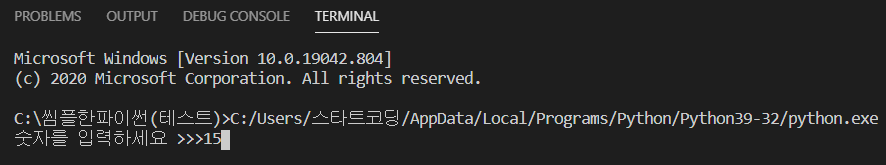 PROBLEMS OUTPUT DEBUG CONSOLE TERMINAL
Microsoft Windows [Version 10.0.19042.804]
(c) 2020 Microsoft Corporation. All rights reserved.
C:\씸플한파이썬(테스트)>C:/Users/스타트코딩/AppData/Local/Programs/Python/Python39-32/python.exe
숫자를 입력하세요 >>>15